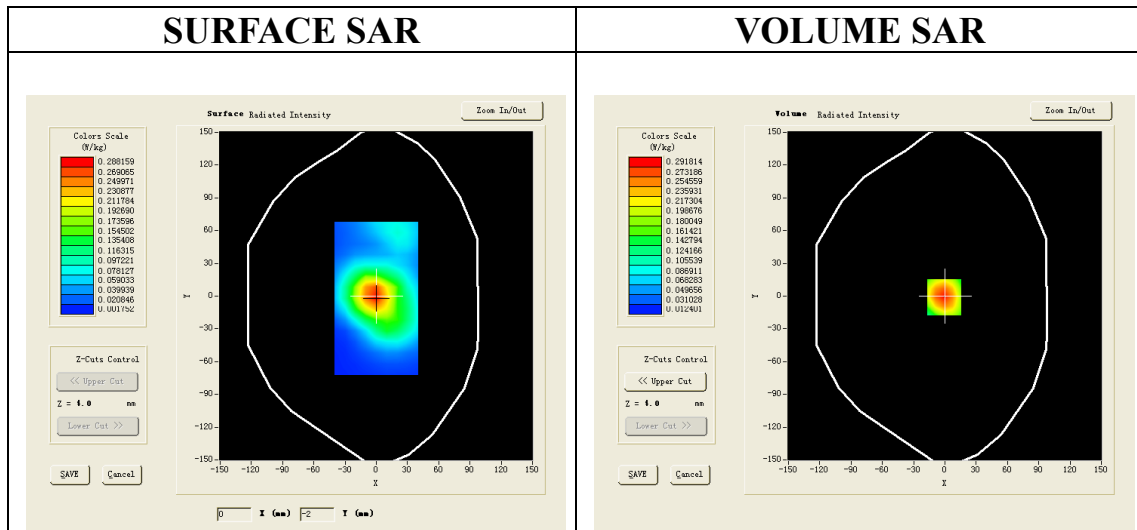 SURFACE SAR
VOLUME SAR
Surface Radiated Intensity
Zoom In/Out
Colors Scale
(W/kg)
0.288159
0.269065
0.249971
0.230877
0.211784
0.192690
0.173596
0.154502
0.135408
0.116315
0.097221
0.078127
0.059033
0.039939
0.020846
0.001752
150
120
90
60
30
0
-30
-60
-90
-120
-150
Y
-150 -120 -90 -60 -30 0 30 60 90 120 150
X
Z-Cuts Control
<< Upper Cut
Z = 4.0 mm
Lower Cut >>
SAVE Cancel
0 X (mm) -2 Y (mm)
Volume Radiated Intensity
Zoom In/Out
Colors Scale
(W/kg)
0.291814
0.273186
0.254559
0.235931
0.217304
0.198676
0.180049
0.161421
0.142794
0.124166
0.105539
0.086911
0.068283
0.049656
0.031028
0.012401
150
120
90
60
30
0
-30
-60
-90
-120
-150
Y
-150 -120 -90 -60 -30 0 30 60 90 120 150
X
Z-Cuts Control
<< Upper Cut
Z = 4.0 mm
Lower Cut >>
SAVE Cancel